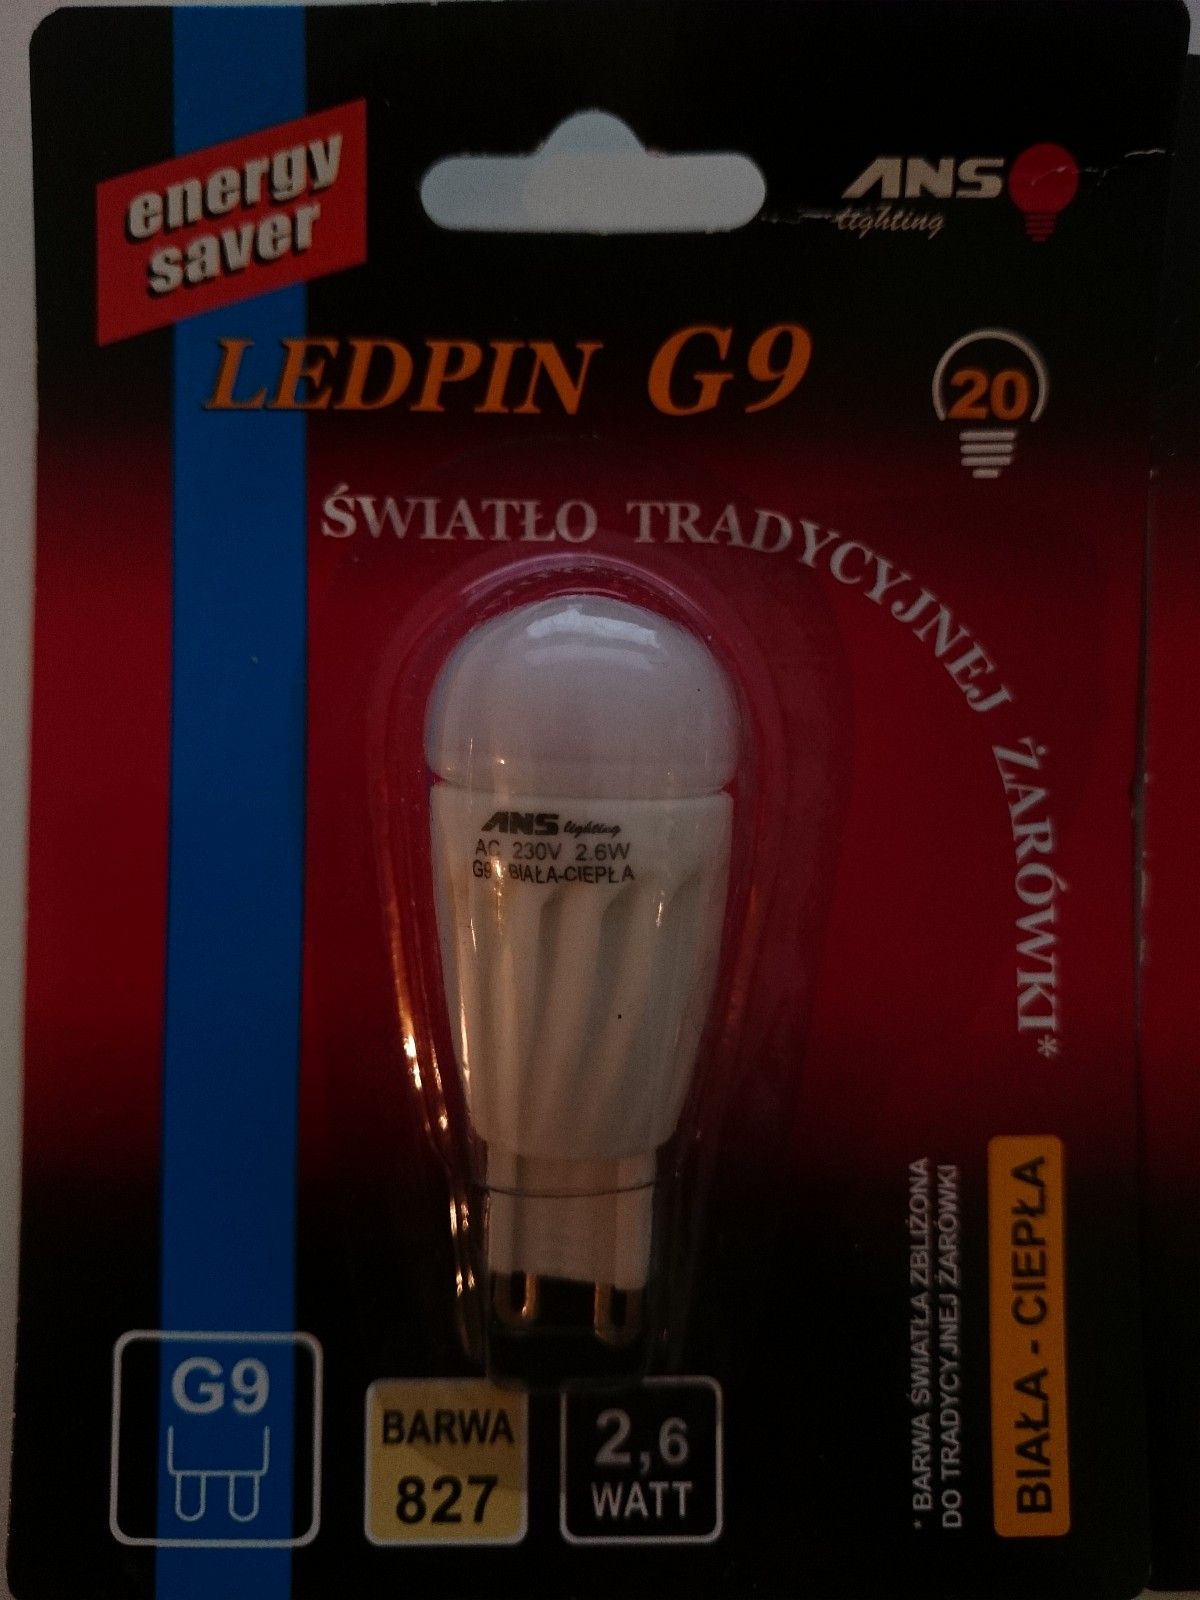 energy
saver
ANS
lighting
LEDPIN G9
20
ŚWIATŁO TRADYCYJNEJ ŻARÓWKI*
ANS lighting
AC 230V 2.6W
G9 BIAŁA-CIEPŁA
G9
BARWA
827
2,6
WATT
* BARWA ŚWIATŁA ZBLIŻONA
DO TRADYCYJNEJ ŻARÓWKI
BIAŁA - CIEPŁA